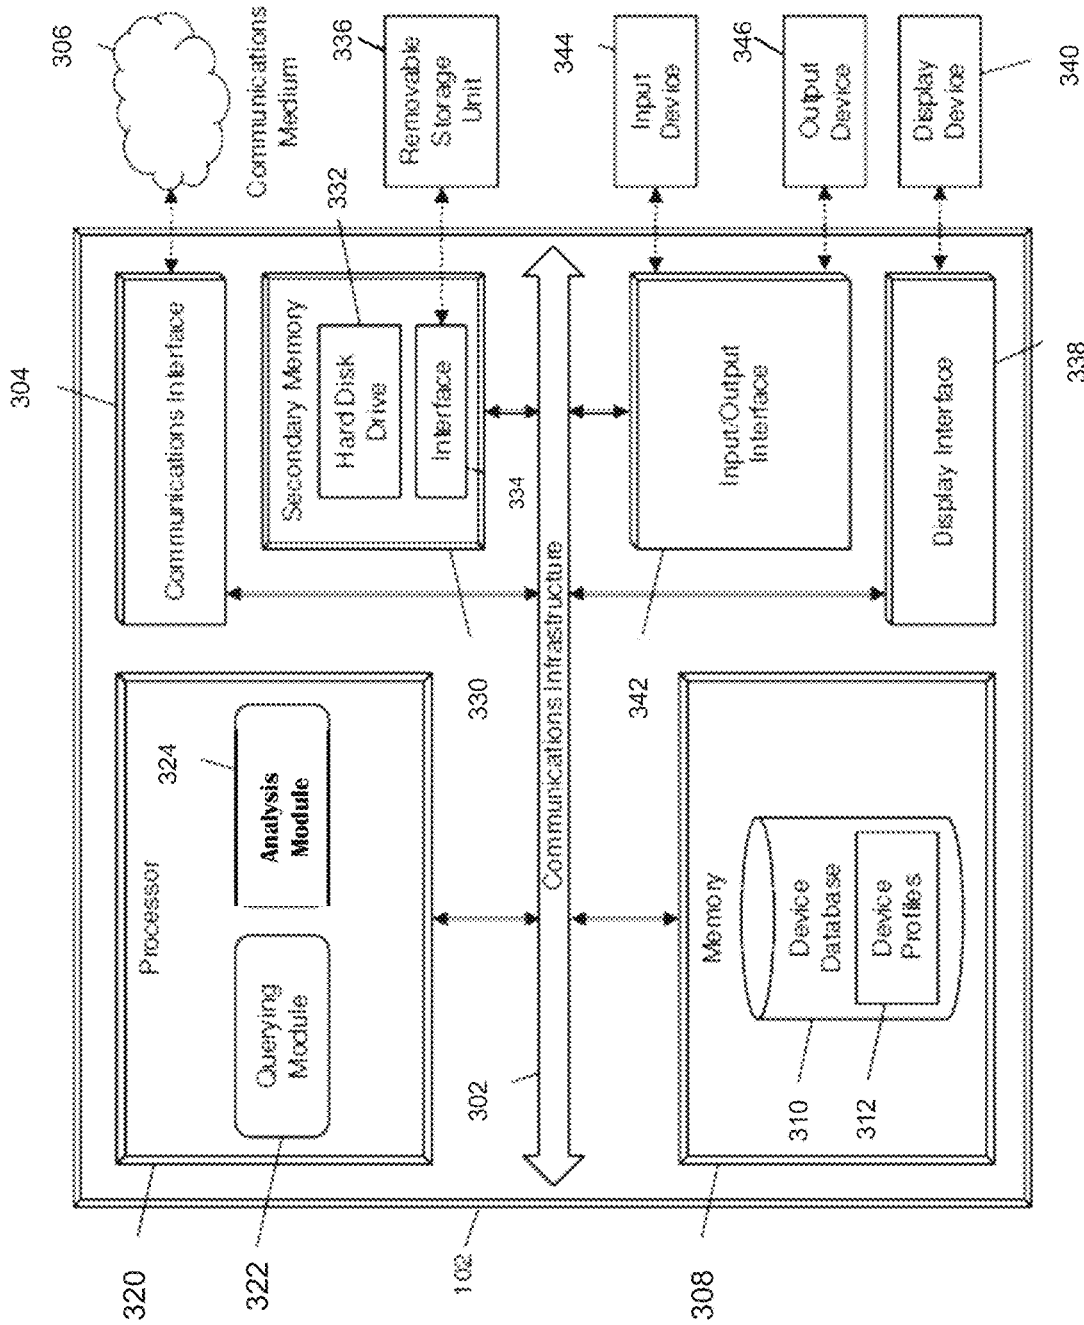 320
322
102
308
Processor
Querying
Module
324
Analysis
Module
302
Communications Infrastructure
Memory
Device
Database
Device
Profiles
310
312
304
Communications Interface
330
Secondary Memory
Hard Disk
Drive
332
Interface
334
342
Input/Output
Interface
Display Interface
338
306
Communications
Medium
336
Removable
Storage
Unit
344
Input
Device
346
Output
Device
Display
Device
340